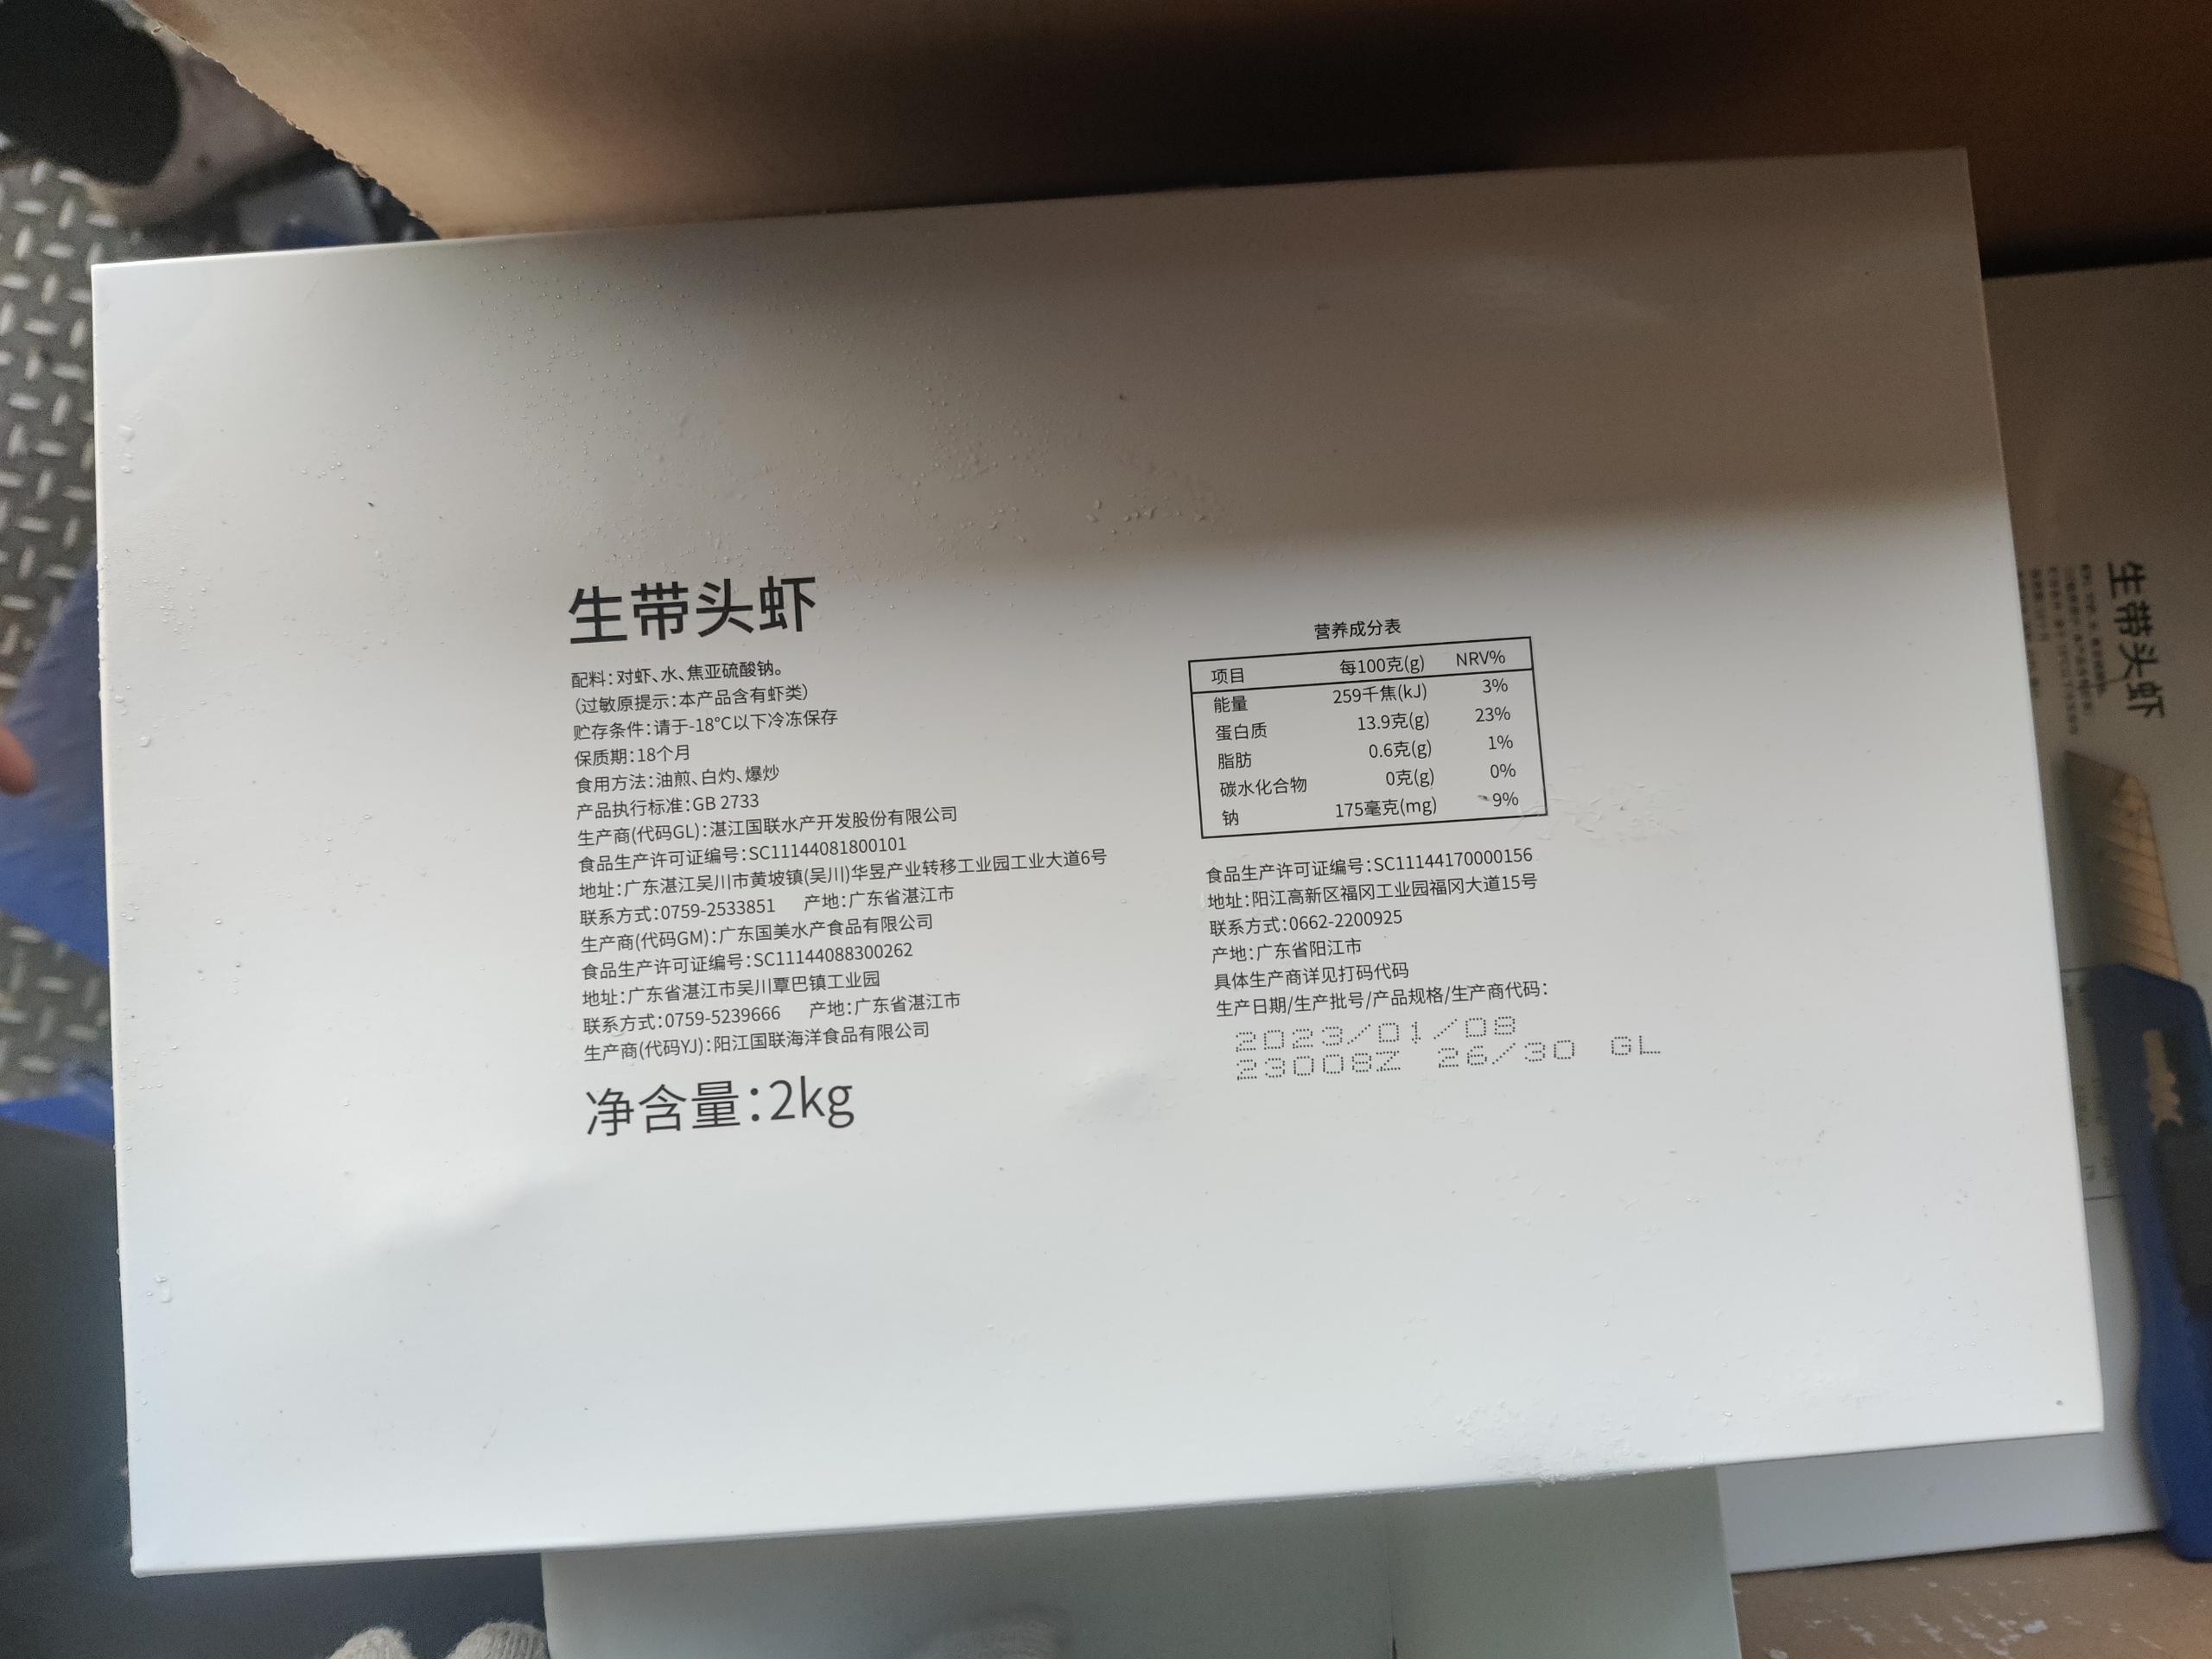 生带头虾
配料：对虾、水、焦亚硫酸钠。
（过敏原提示：本产品含有虾类）
贮存条件：请于-18℃以下冷冻保存
保质期：18个月
食用方法：油煎、白灼、爆炒
产品执行标准：GB 2733
生产商(代码GL)：湛江国联水产开发股份有限公司
食品生产许可证编号：SC11144081800101
地址：广东湛江吴川市黄坡镇(吴川)华昱产业转移工业园工业大道6号
联系方式：0759-2533851 产地：广东省湛江市
生产商(代码GM)：广东国美水产食品有限公司
食品生产许可证编号：SC11144088300262
地址：广东省湛江市吴川覃巴镇工业园
联系方式：0759-5239666 产地：广东省湛江市
生产商(代码YJ)：阳江国联海洋食品有限公司
净含量：2kg
营养成分表
项目 每100克(g) NRV%
能量 259千焦(kJ) 3%
蛋白质 13.9克(g) 23%
脂肪 0.6克(g) 1%
碳水化合物 0克(g) 0%
钠 175毫克(mg) 9%
食品生产许可证编号：SC11144170000156
地址：阳江高新区福冈工业园福冈大道15号
联系方式：0662-2200925
产地：广东省阳江市
具体生产商详见打码代码
生产日期/生产批号/产品规格/生产商代码：
2023/01/08
23008Z 26/30 GL
生带头虾